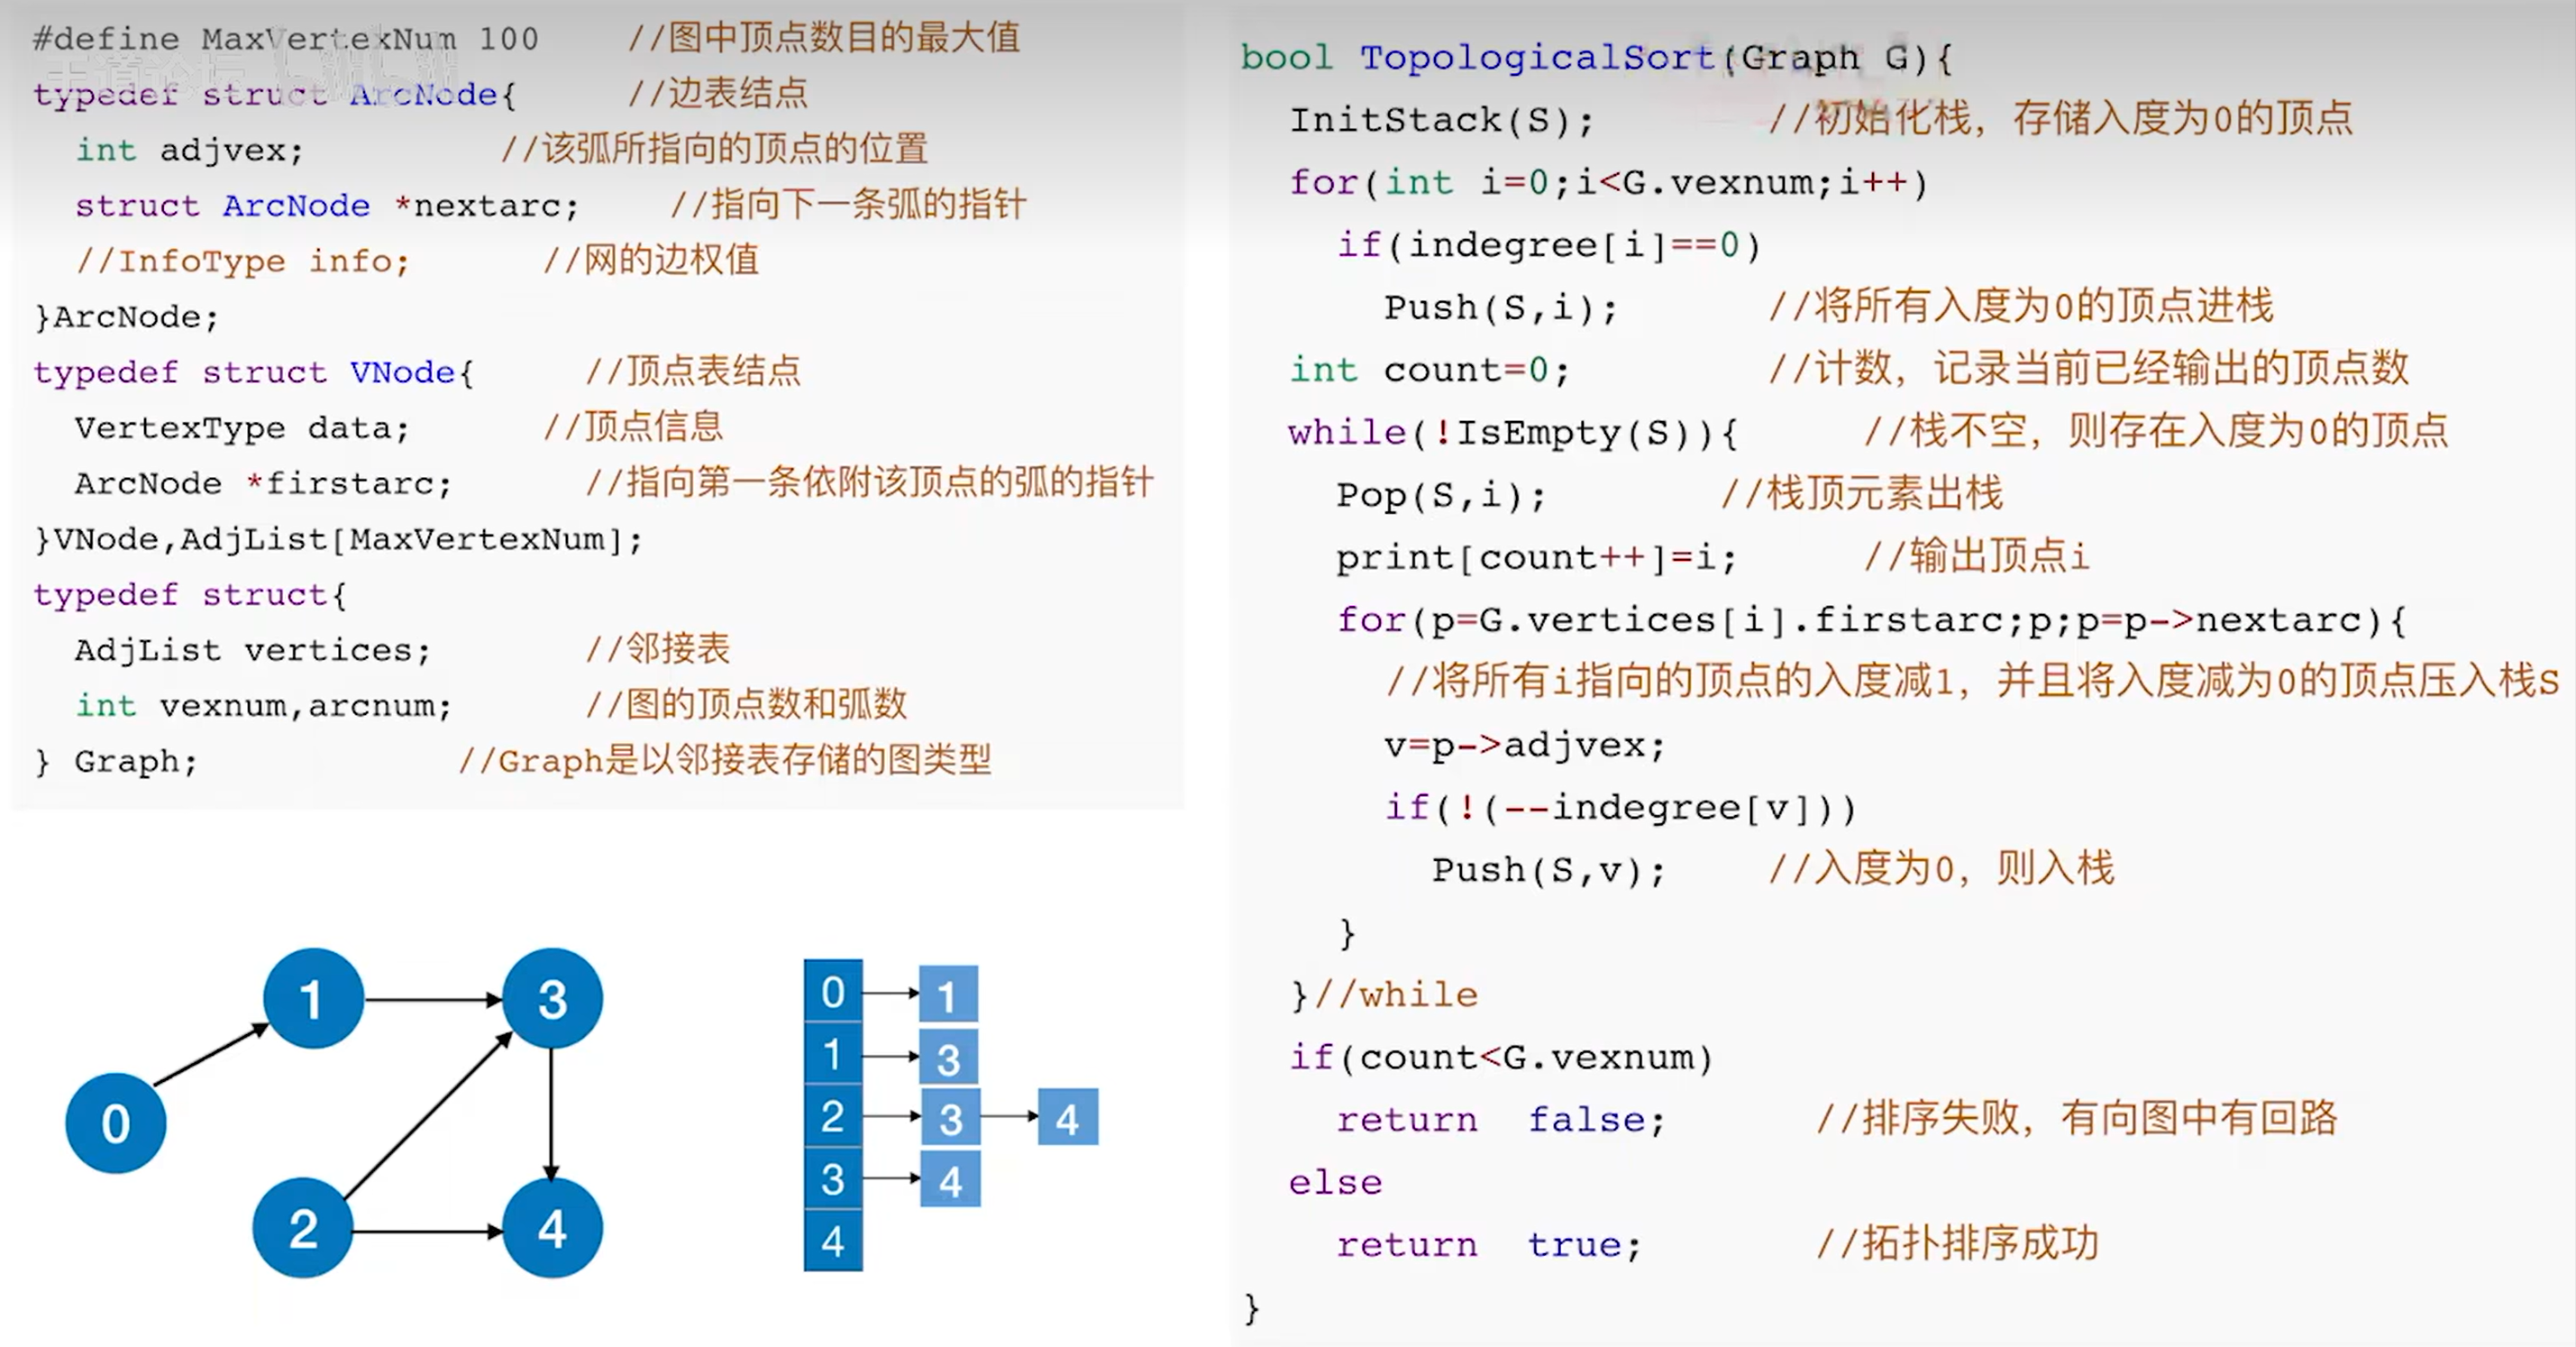 #define MaxVertexNum 100 //图中顶点数目的最大值
typedef struct ArcNode{ //边表结点
int adjvex; //该弧所指向的顶点的位置
struct ArcNode *nextarc; //指向下一条弧的指针
//InfoType info; //网的边权值
}ArcNode;
typedef struct VNode{ //顶点表结点
VertexType data; //顶点信息
ArcNode *firstarc; //指向第一条依附该顶点的弧的指针
}VNode,AdjList[MaxVertexNum];
typedef struct{
AdjList vertices; //邻接表
int vexnum,arcnum; //图的顶点数和弧数
} Graph; //Graph是以邻接表存储的图类型
王道论坛 bilibili
1
3
0
2
4
0 1
1 3
2 3 4
3 4
4
bool TopologicalSort(Graph G){
InitStack(S); //初始化栈，存储入度为0的顶点
for(int i=0;i<G.vexnum;i++)
if(indegree[i]==0)
Push(S,i); //将所有入度为0的顶点进栈
int count=0; //计数，记录当前已经输出的顶点数
while(!IsEmpty(S)){ //栈不空，则存在入度为0的顶点
Pop(S,i); //栈顶元素出栈
print[count++]=i; //输出顶点i
for(p=G.vertices[i].firstarc;p;p=p->nextarc){
//将所有i指向的顶点的入度减1，并且将入度减为0的顶点压入栈S
v=p->adjvex;
if(!(--indegree[v]))
Push(S,v); //入度为0，则入栈
}
}//while
if(count<G.vexnum)
return false; //排序失败，有向图中有回路
else
return true; //拓扑排序成功
}